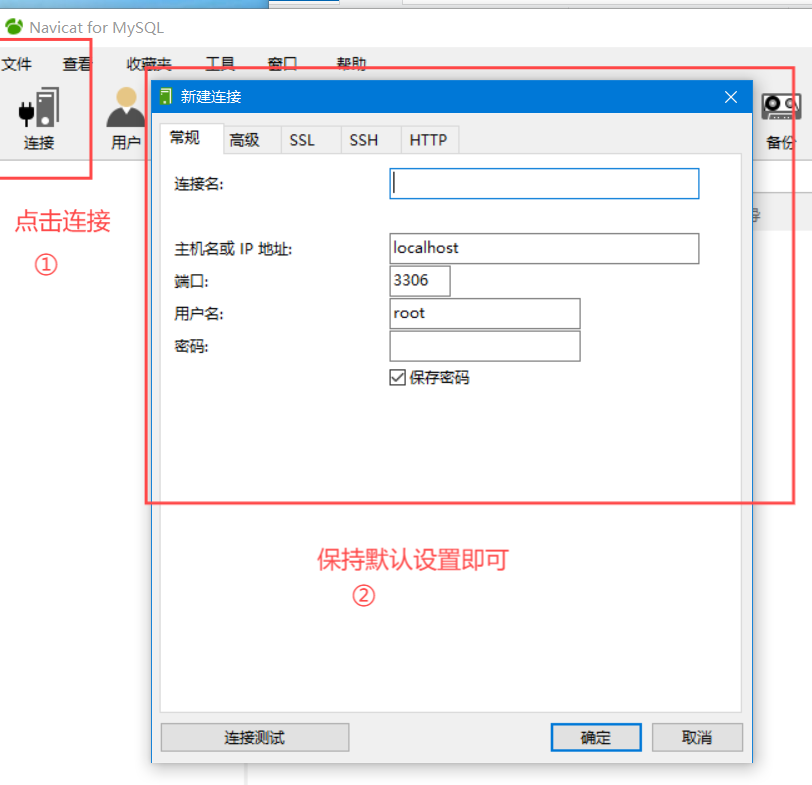 Navicat for MySQL
文件 查看 收藏夹 工具 窗口 帮助
连接 用户 备份
新建连接
常规 高级 SSL SSH HTTP
连接名:
主机名或 IP 地址: localhost
端口: 3306
用户名: root
密码:
保存密码
点击连接
①
保持默认设置即可
②
连接测试 确定 取消